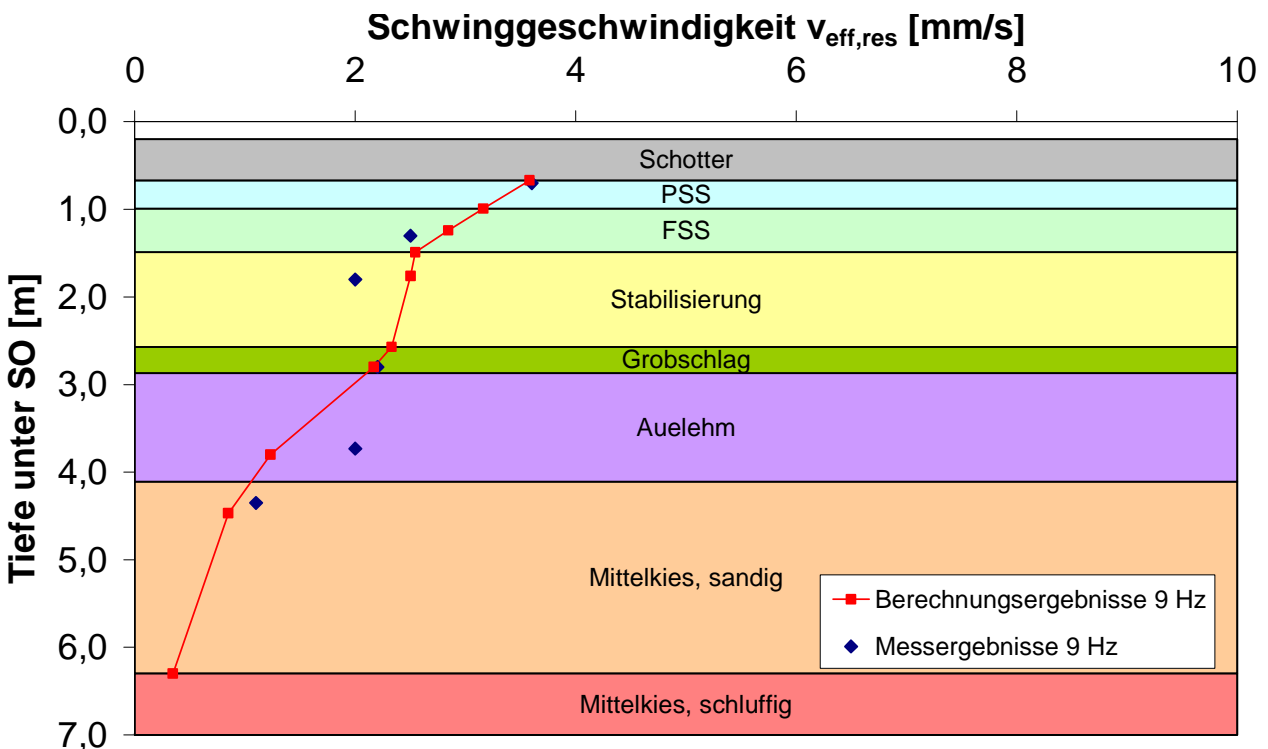 Schwinggeschwindigkeit v_eff,res [mm/s]
0 2 4 6 8 10
Tiefe unter SO [m]
0,0
Schotter
PSS
1,0
FSS
2,0
Stabilisierung
Grobschlag
3,0
Auelehm
4,0
5,0
Mittelkies, sandig
Berechnungsergebnisse 9 Hz
Messergebnisse 9 Hz
6,0
Mittelkies, schluffig
7,0